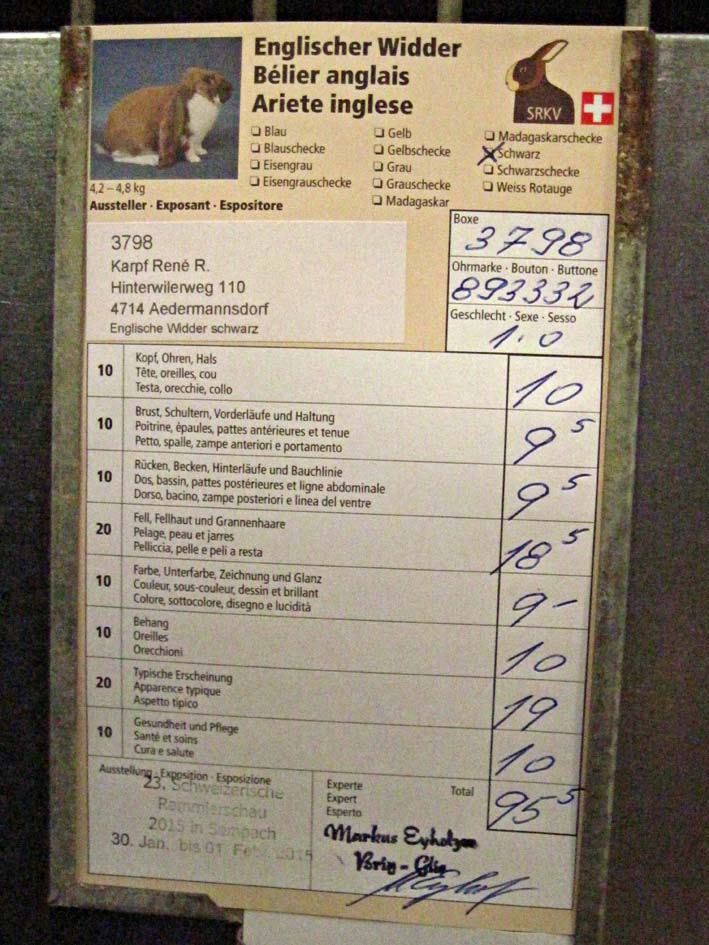 Englischer Widder
Bélier anglais
Ariete inglese
SRKV
❑ Blau
❑ Blauschecke
❑ Eisengrau
❑ Eisengrauschecke
❑ Gelb
❑ Gelbschecke
❑ Grau
❑ Grauschecke
❑ Madagaskar
❑ Madagaskarschecke
☒ Schwarz
❑ Schwarzschecke
❑ Weiss Rotauge
4,2 – 4,8 kg
Aussteller · Exposant · Espositore
3798
Karpf René R.
Hinterwilerweg 110
4714 Aedermannsdorf
Englische Widder schwarz
Boxe
3798
Ohrmarke · Bouton · Buttone
893332
Geschlecht · Sexe · Sesso
1.0
10 Kopf, Ohren, Hals
Tête, oreilles, cou
Testa, orecchie, collo
10
10 Brust, Schultern, Vorderläufe und Haltung
Poitrine, épaules, pattes antérieures et tenue
Petto, spalle, zampe anteriori e portamento
9 5
10 Rücken, Becken, Hinterläufe und Bauchlinie
Dos, bassin, pattes postérieures et ligne abdominale
Dorso, bacino, zampe posteriori e linea del ventre
9 5
20 Fell, Fellhaut und Grannenhaare
Pelage, peau et jarres
Pelliccia, pelle e peli a resta
18 5
10 Farbe, Unterfarbe, Zeichnung und Glanz
Couleur, sous-couleur, dessin et brillant
Colore, sottocolore, disegno e lucidità
9 –
10 Behang
Oreilles
Orecchioni
10
20 Typische Erscheinung
Apparence typique
Aspetto tipico
19
10 Gesundheit und Pflege
Santé et soins
Cura e salute
10
Ausstellung · Exposition · Esposizione
23. Schweizerische
Rammlerschau
2015 in Sempach
30. Jan. bis 01. Feb. 2015
Experte
Expert
Esperto
Total
95 5
Markus Eyholzer
Brig - Glis